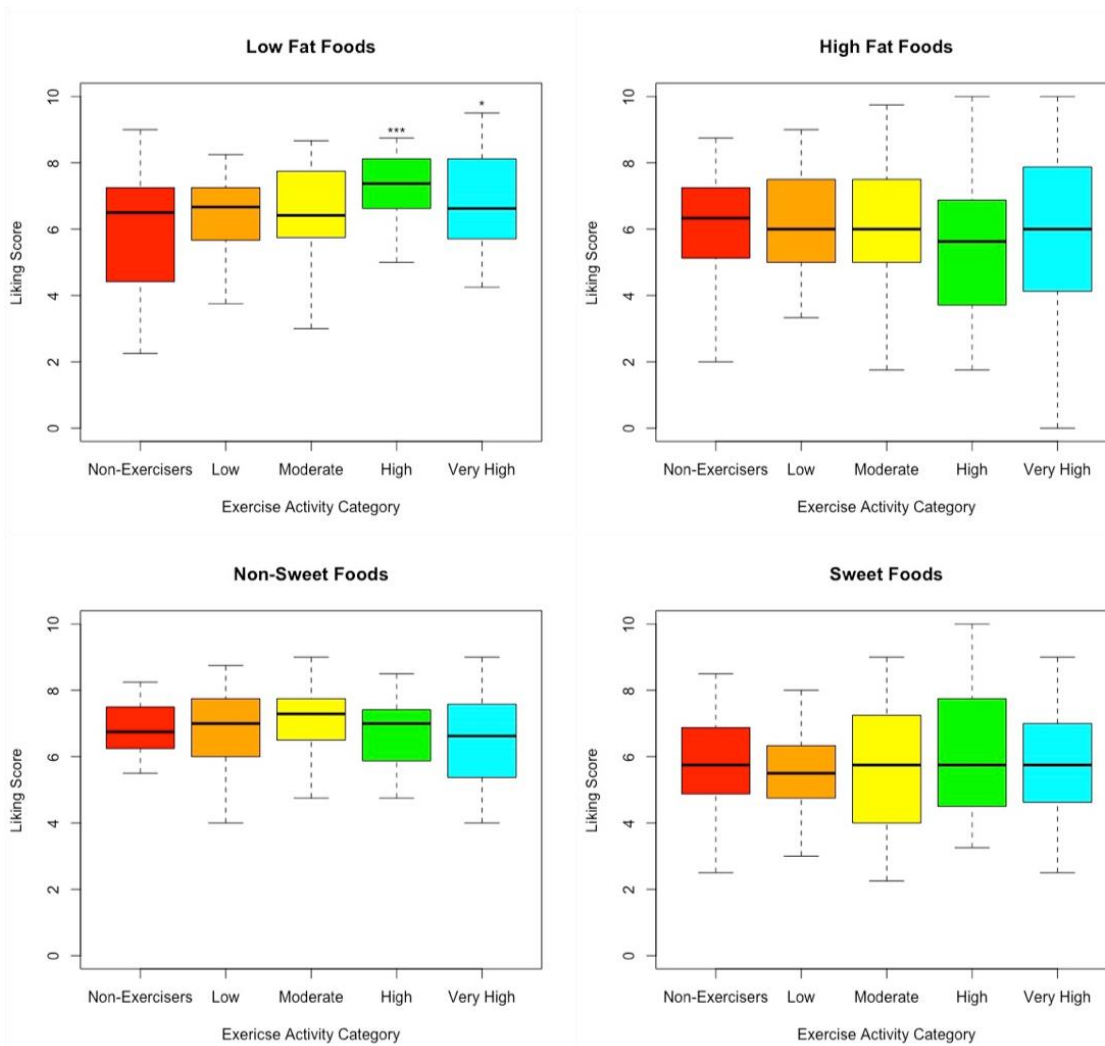 Low Fat Foods
Liking Score
10
8
6
4
2
0
***
*
Non-Exercisers Low Moderate High Very High
Exercise Activity Category
High Fat Foods
Liking Score
10
8
6
4
2
0
Non-Exercisers Low Moderate High Very High
Exercise Activity Category
Non-Sweet Foods
Liking Score
10
8
6
4
2
0
Non-Exercisers Low Moderate High Very High
Exericse Activity Category
Sweet Foods
Liking Score
10
8
6
4
2
0
Non-Exercisers Low Moderate High Very High
Exercise Activity Category